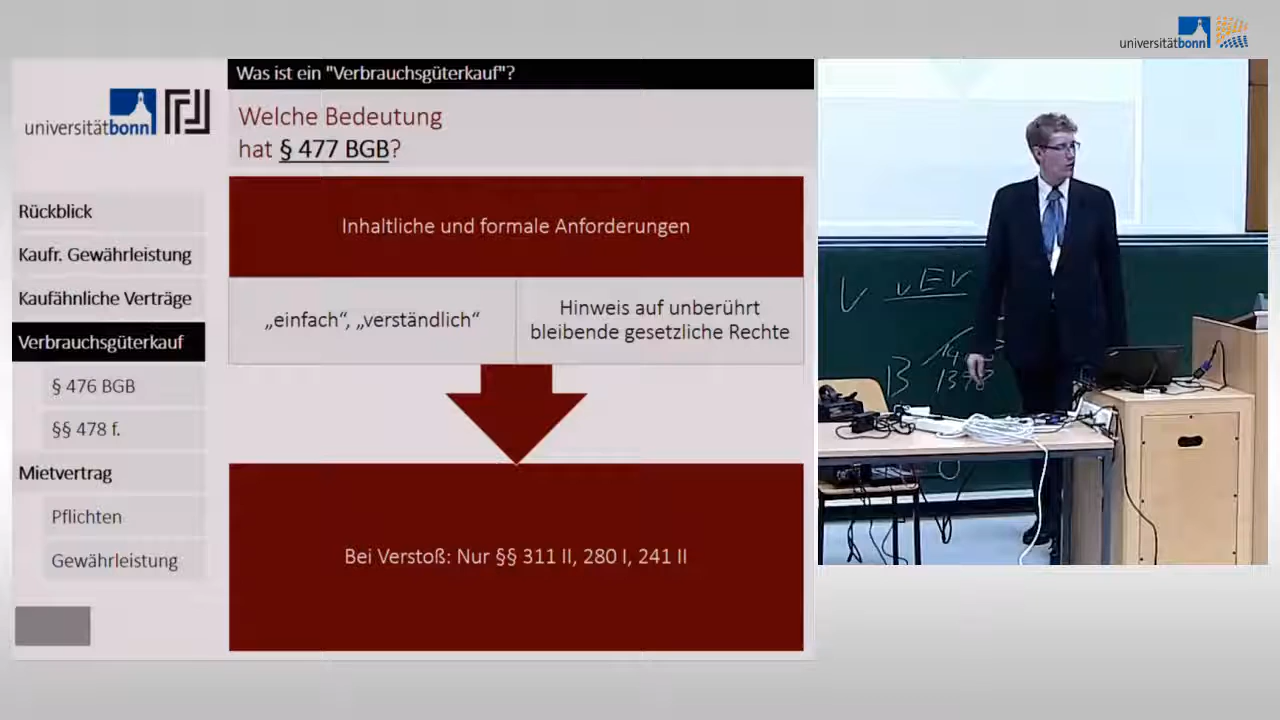 universitätbonn
universitätbonn
Was ist ein "Verbrauchsgüterkauf"?
Welche Bedeutung
hat § 477 BGB?
Rückblick
Kaufr. Gewährleistung
Kaufähnliche Verträge
Verbrauchsgüterkauf
§ 476 BGB
§§ 478 f.
Mietvertrag
Pflichten
Gewährleistung
Inhaltliche und formale Anforderungen
„einfach“, „verständlich“
Hinweis auf unberührt
bleibende gesetzliche Rechte
Bei Verstoß: Nur §§ 311 II, 280 I, 241 II
V vEV
B